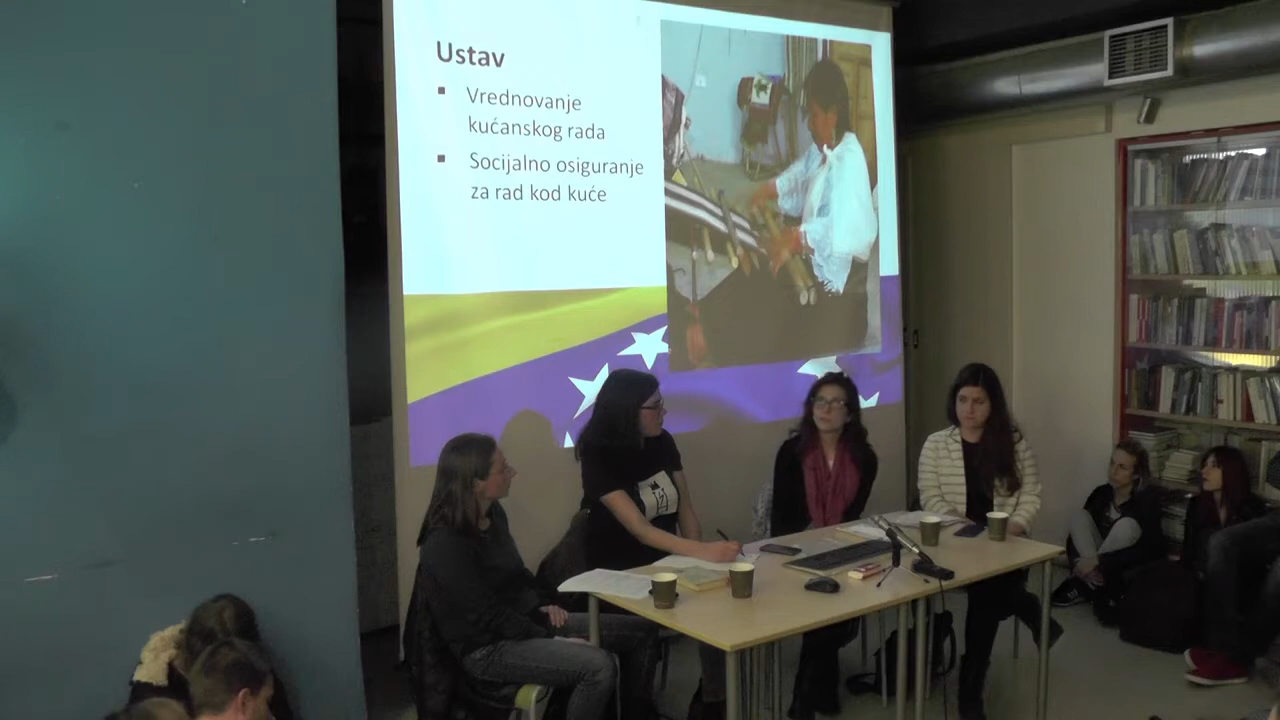 Ustav
Vrednovanje
kućanskog rada
Socijalno osiguranje
za rad kod kuće